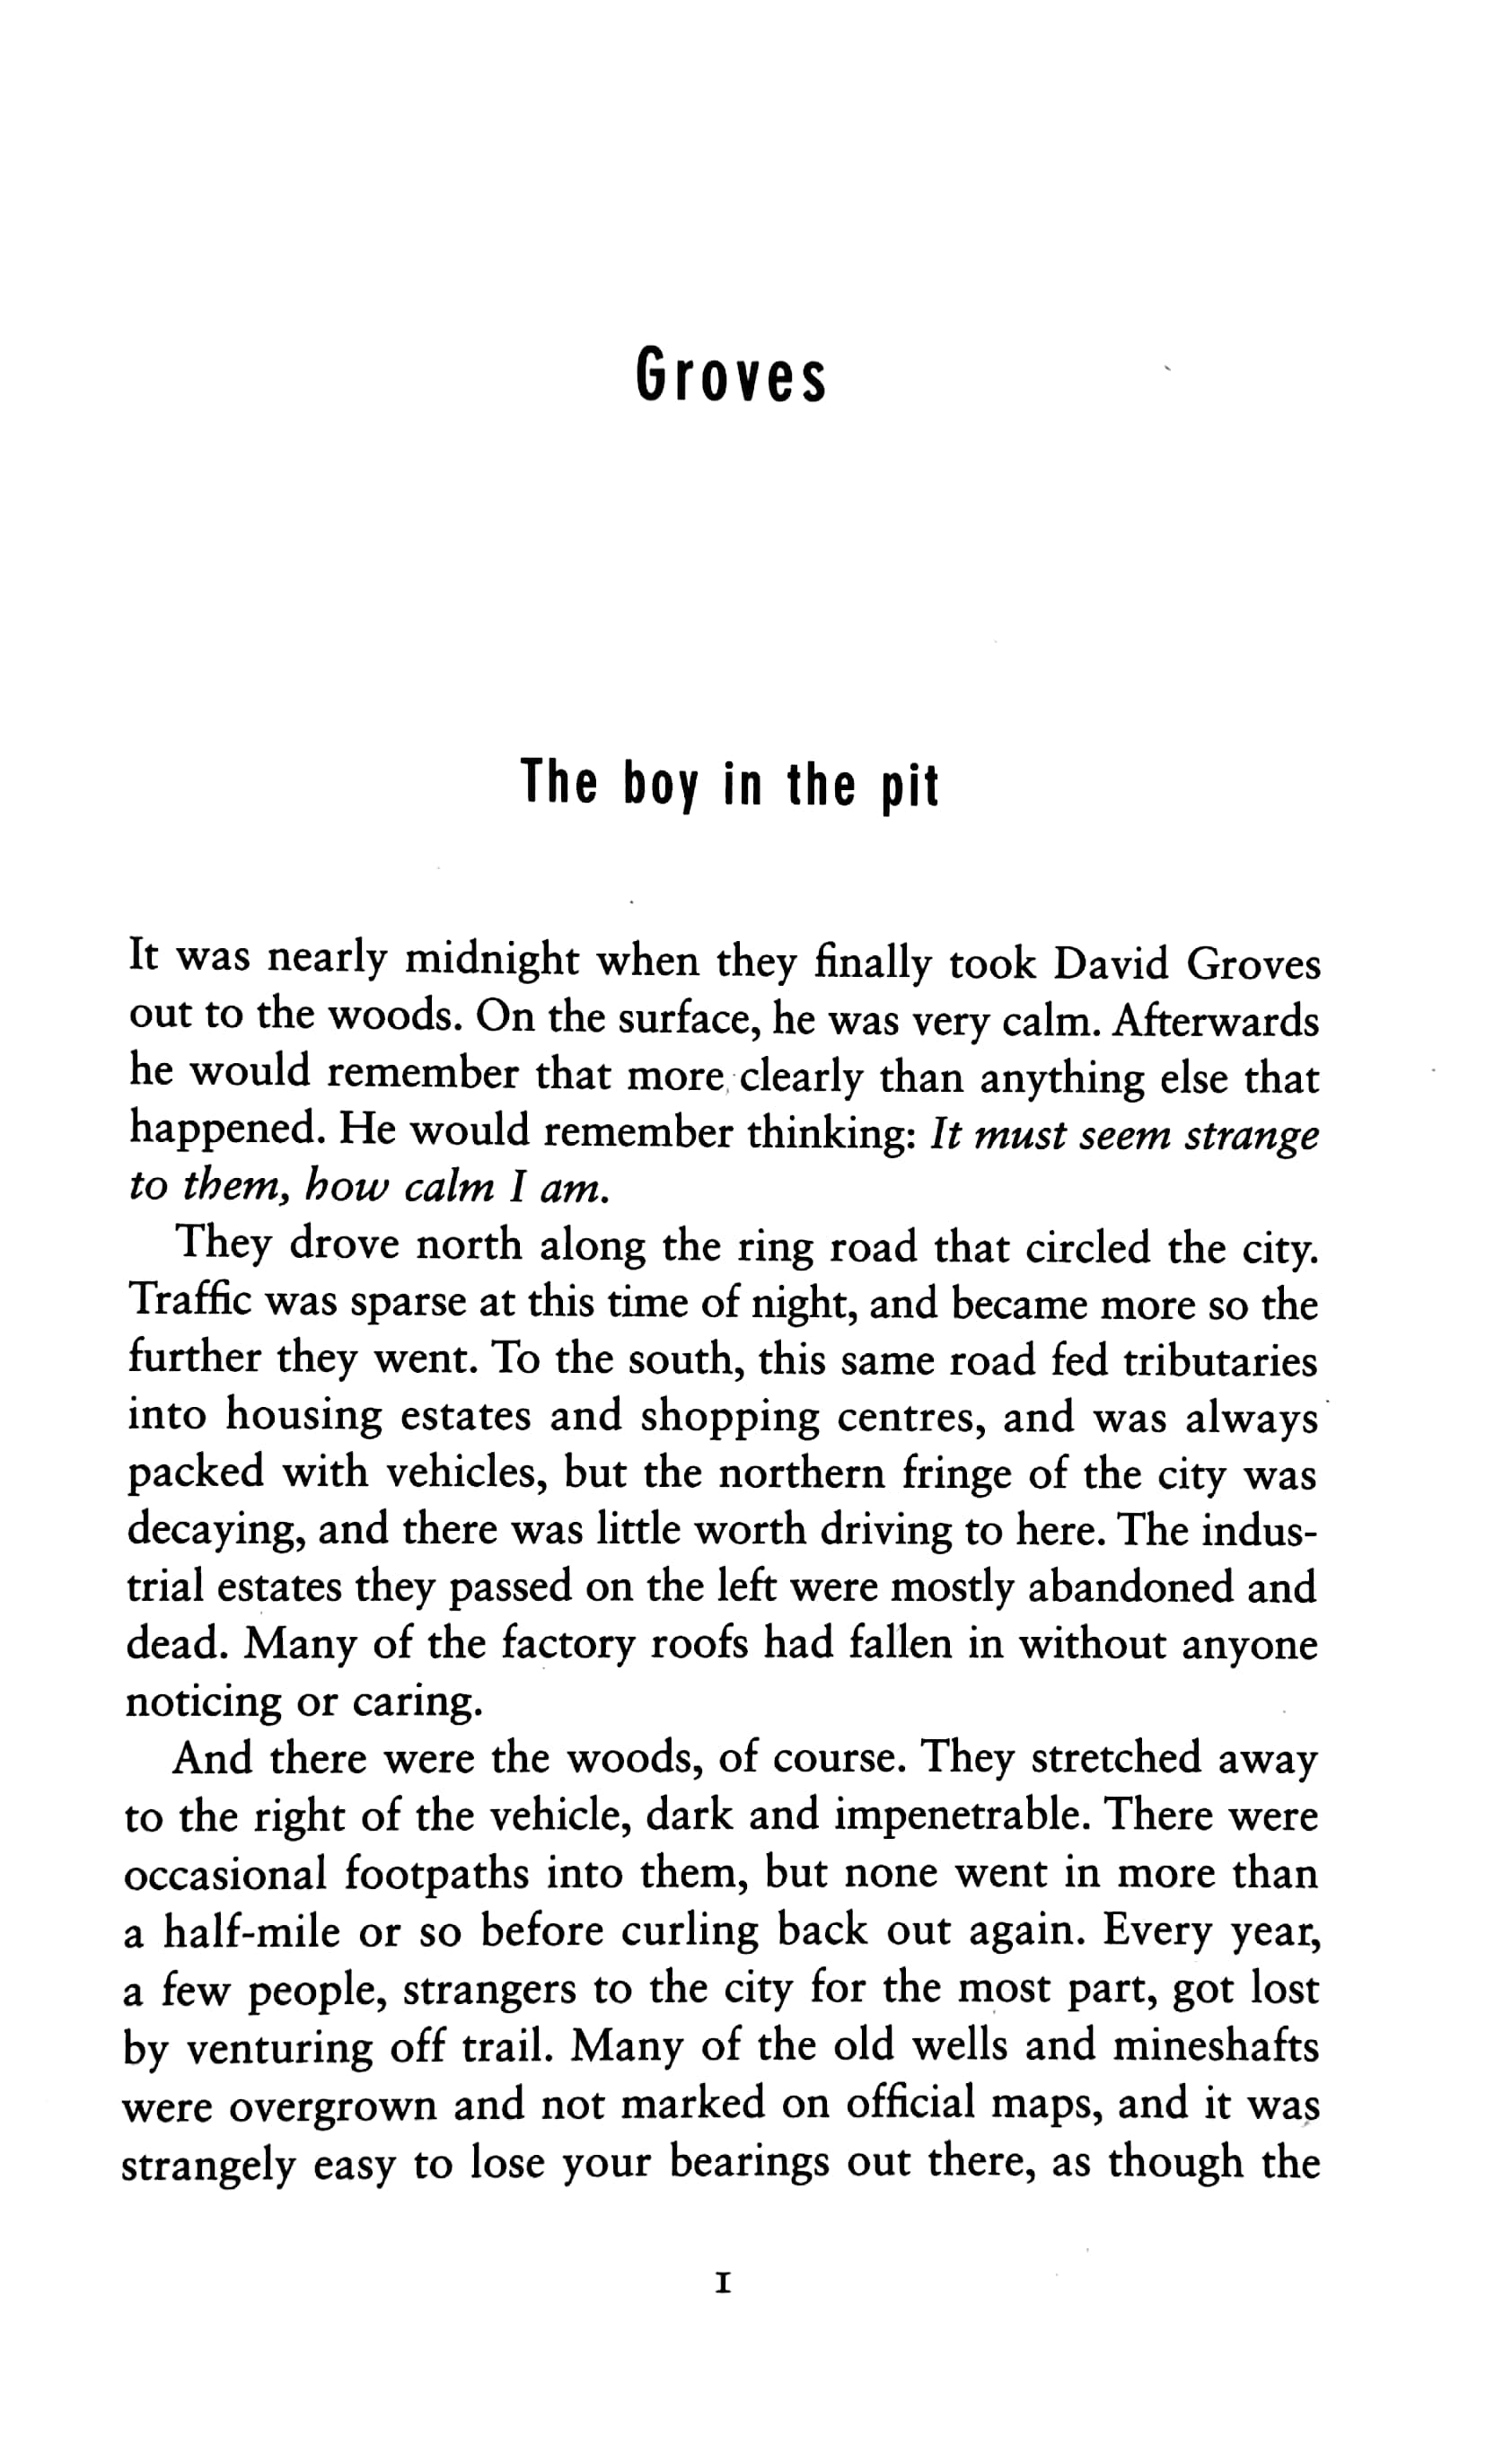 Groves
The boy in the pit
It was nearly midnight when they finally took David Groves
out to the woods. On the surface, he was very calm. Afterwards
he would remember that more clearly than anything else that
happened. He would remember thinking: It must seem strange
to them, how calm I am.
They drove north along the ring road that circled the city.
Traffic was sparse at this time of night, and became more so the
further they went. To the south, this same road fed tributaries
into housing estates and shopping centres, and was always
packed with vehicles, but the northern fringe of the city was
decaying, and there was little worth driving to here. The indus-
trial estates they passed on the left were mostly abandoned and
dead. Many of the factory roofs had fallen in without anyone
noticing or caring.
And there were the woods, of course. They stretched away
to the right of the vehicle, dark and impenetrable. There were
occasional footpaths into them, but none went in more than
a half-mile or so before curling back out again. Every year,
a few people, strangers to the city for the most part, got lost
by venturing off trail. Many of the old wells and mineshafts
were overgrown and not marked on official maps, and it was
strangely easy to lose your bearings out there, as though the
1